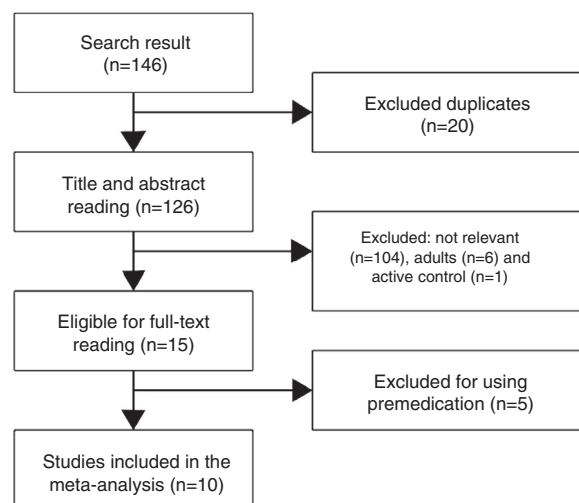 Search result
(n=146)
Excluded duplicates
(n=20)
Title and abstract
reading (n=126)
Excluded: not relevant
(n=104), adults (n=6) and
active control (n=1)
Eligible for full-text
reading (n=15)
Excluded for using
premedication (n=5)
Studies included in the
meta-analysis (n=10)